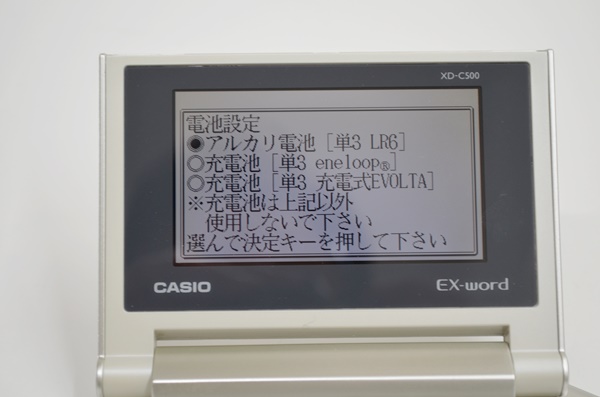 XD-C500
電池設定
◉アルカリ電池 [単3 LR6]
○充電池 [単3 eneloop®]
○充電池 [単3 充電式EVOLTA]
※充電池は上記以外
使用しないで下さい
選んで決定キーを押して下さい
CASIO
EX-word